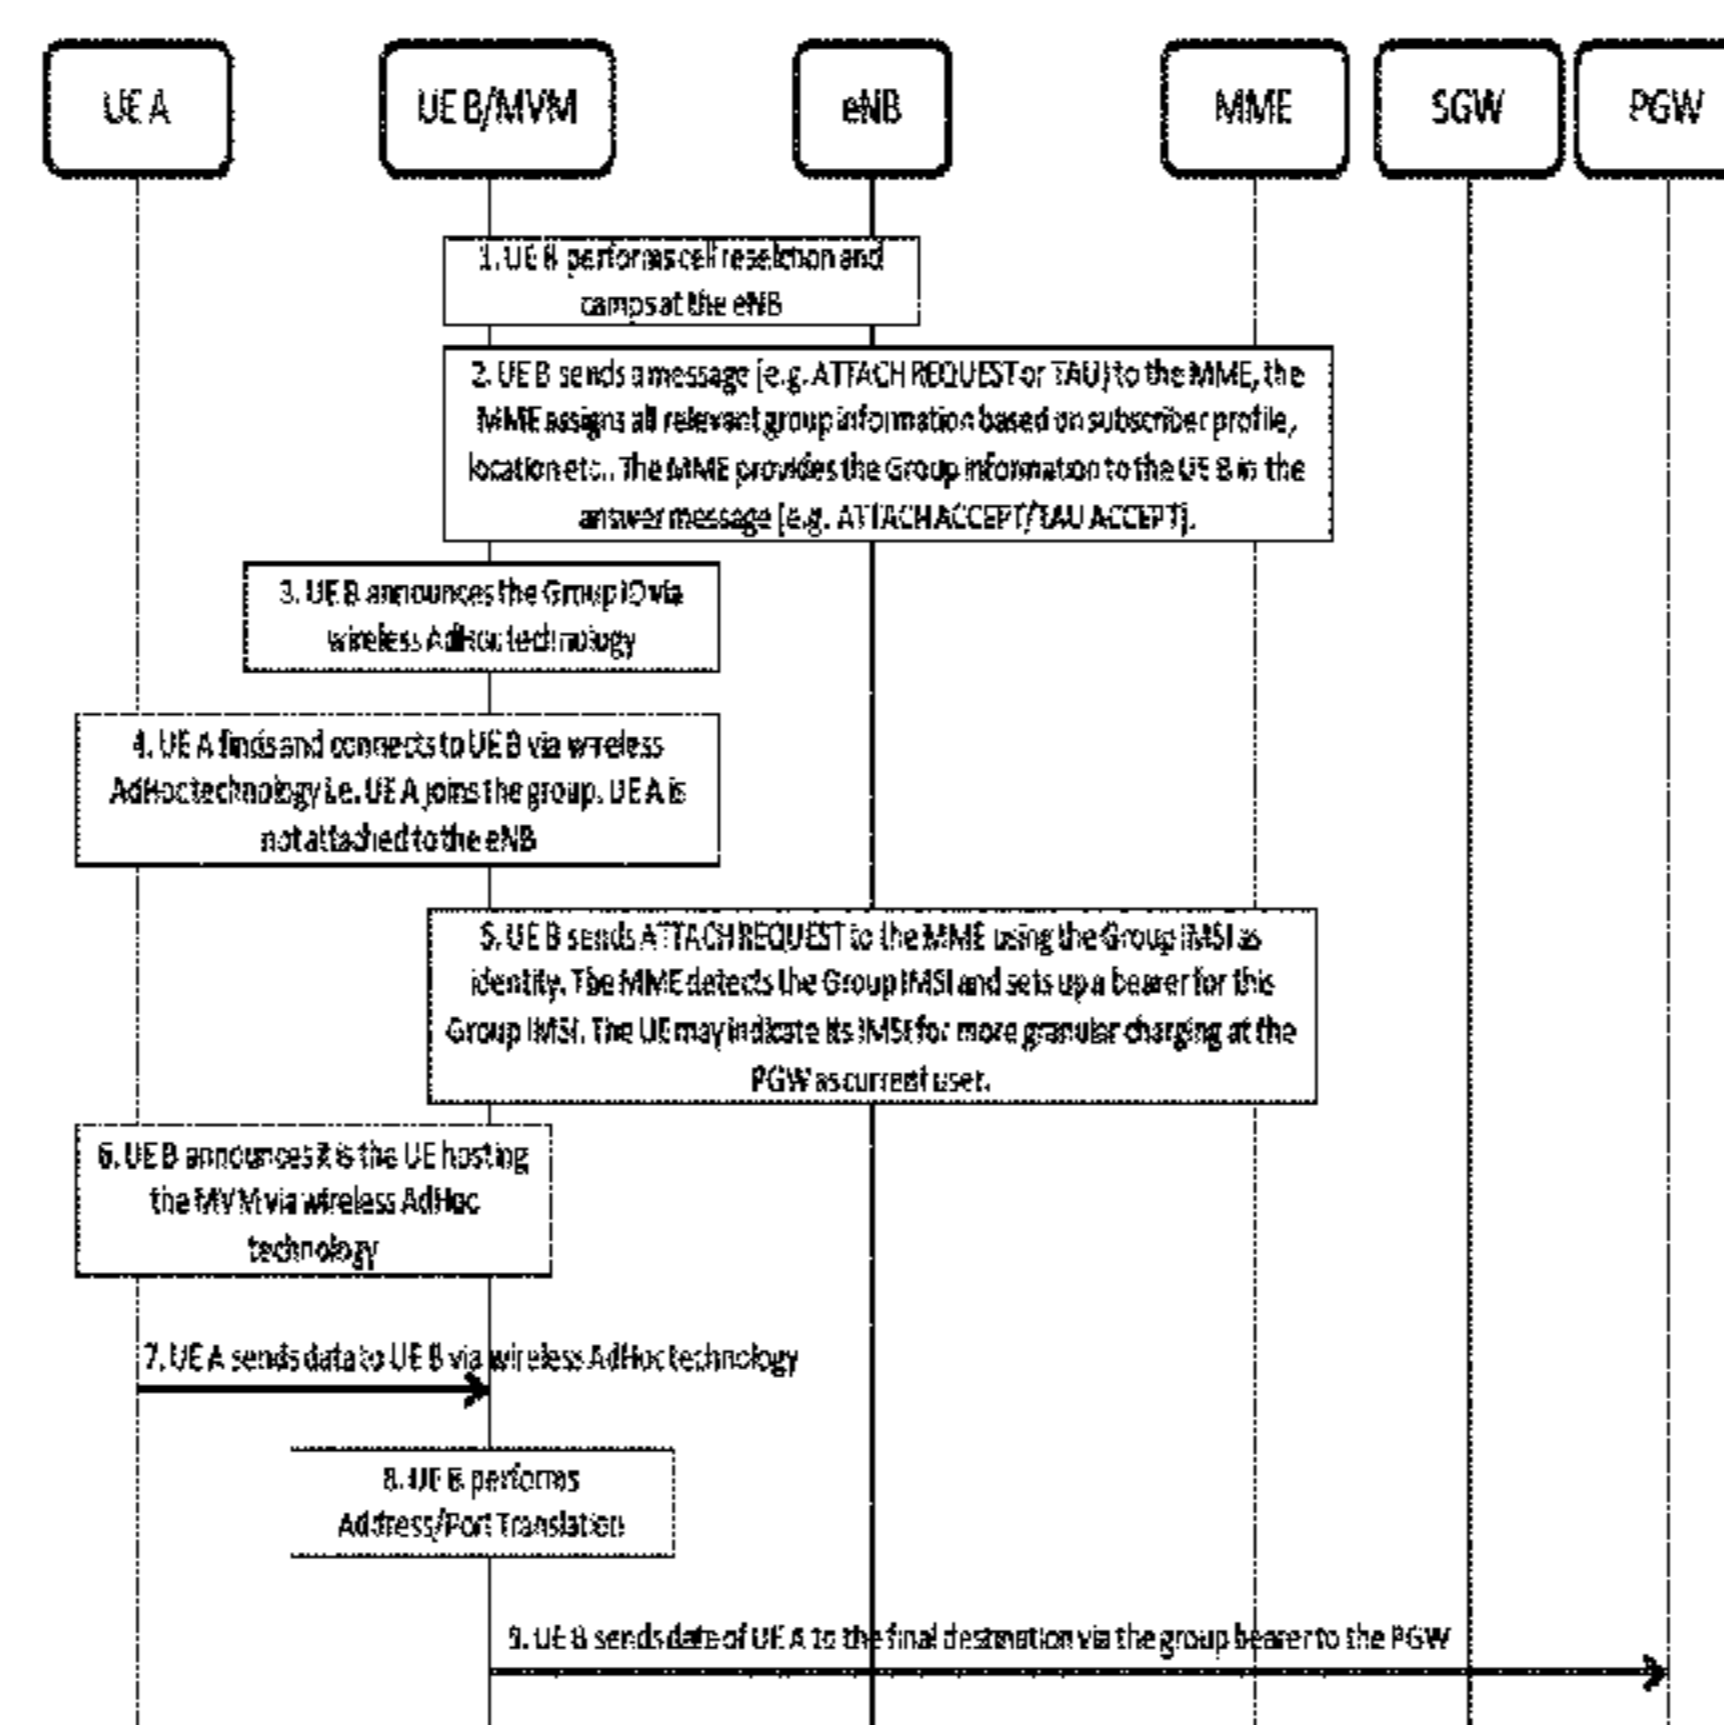 UE A
UE B/MVM
eNB
MME
SGW
PGW
1. UE B performs cell reselection and
camps at the eNB
2. UE B sends a message (e.g. ATTACH REQUEST or TAU) to the MME, the
MME assigns all relevant group information based on subscriber profile,
location etc.. The MME provides the Group information to the UE B in the
answer message (e.g. ATTACH ACCEPT/TAU ACCEPT).
3. UE B announces the Group ID via
wireless AdHoc technology
4. UE A finds and connects to UE B via wireless
AdHoc technology i.e. UE A joins the group. UE A is
not attached to the eNB
5. UE B sends ATTACH REQUEST to the MME using the Group IMSI as
identity. The MME detects the Group IMSI and sets up a bearer for this
Group IMSI. The UE may indicate its IMSI for more granular charging at the
PGW as current user.
6. UE B announces it is the UE hosting
the MVM via wireless AdHoc
technology
7. UE A sends data to UE B via wireless AdHoc technology
8. UE B performs
Address/Port Translation
9. UE B sends date of UE A to the final destination via the group bearer to the PGW